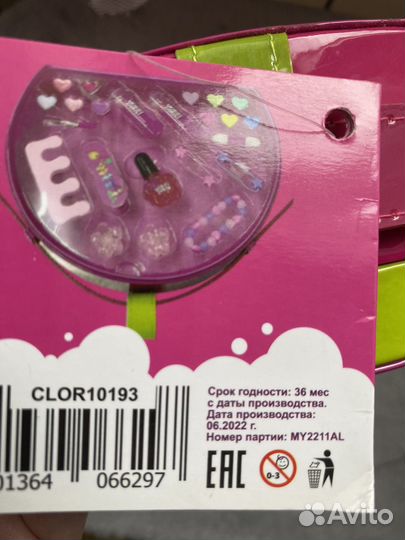 CLOR10193
01364 066297
Срок годности: 36 мес
с даты производства.
Дата производства:
06.2022 г.
Номер партии: MY2211AL
EAC
0-3
Avito